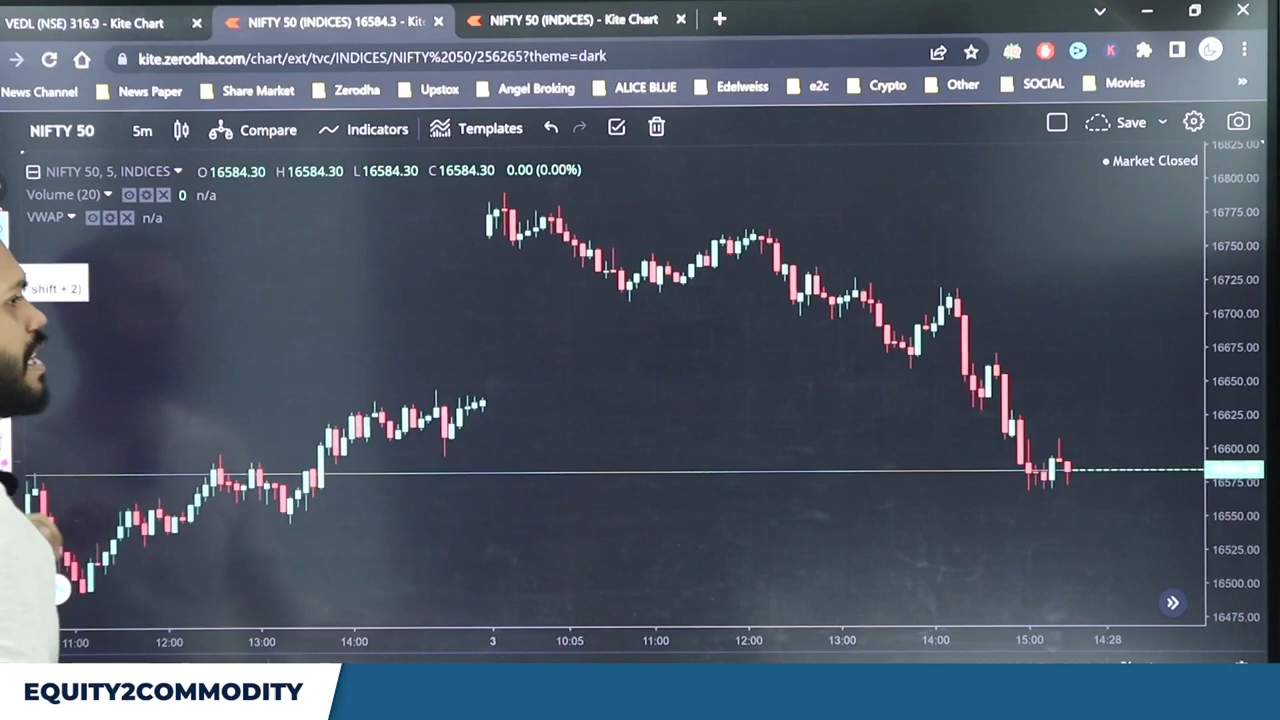 VEDL (NSE) 316.9 - Kite Chart
NIFTY 50 (INDICES) 16584.3 - Kit
NIFTY 50 (INDICES) - Kite Chart
kite.zerodha.com/chart/ext/tvc/INDICES/NIFTY%2050/256265?theme=dark
News Channel News Paper Share Market Zerodha Upstox Angel Broking ALICE BLUE Edelweiss e2c Crypto Other SOCIAL Movies
NIFTY 50 5m Compare Indicators Templates Save
NIFTY 50, 5, INDICES O16584.30 H16584.30 L16584.30 C16584.30 0.00 (0.00%)
Market Closed
Volume (20) 0 n/a
VWAP n/a
shift + 2)
16825.00
16800.00
16775.00
16750.00
16725.00
16700.00
16675.00
16650.00
16625.00
16600.00
16575.00
16550.00
16525.00
16500.00
16475.00
11:00 12:00 13:00 14:00 3 10:05 11:00 12:00 13:00 14:00 15:00 14:28
EQUITY2COMMODITY